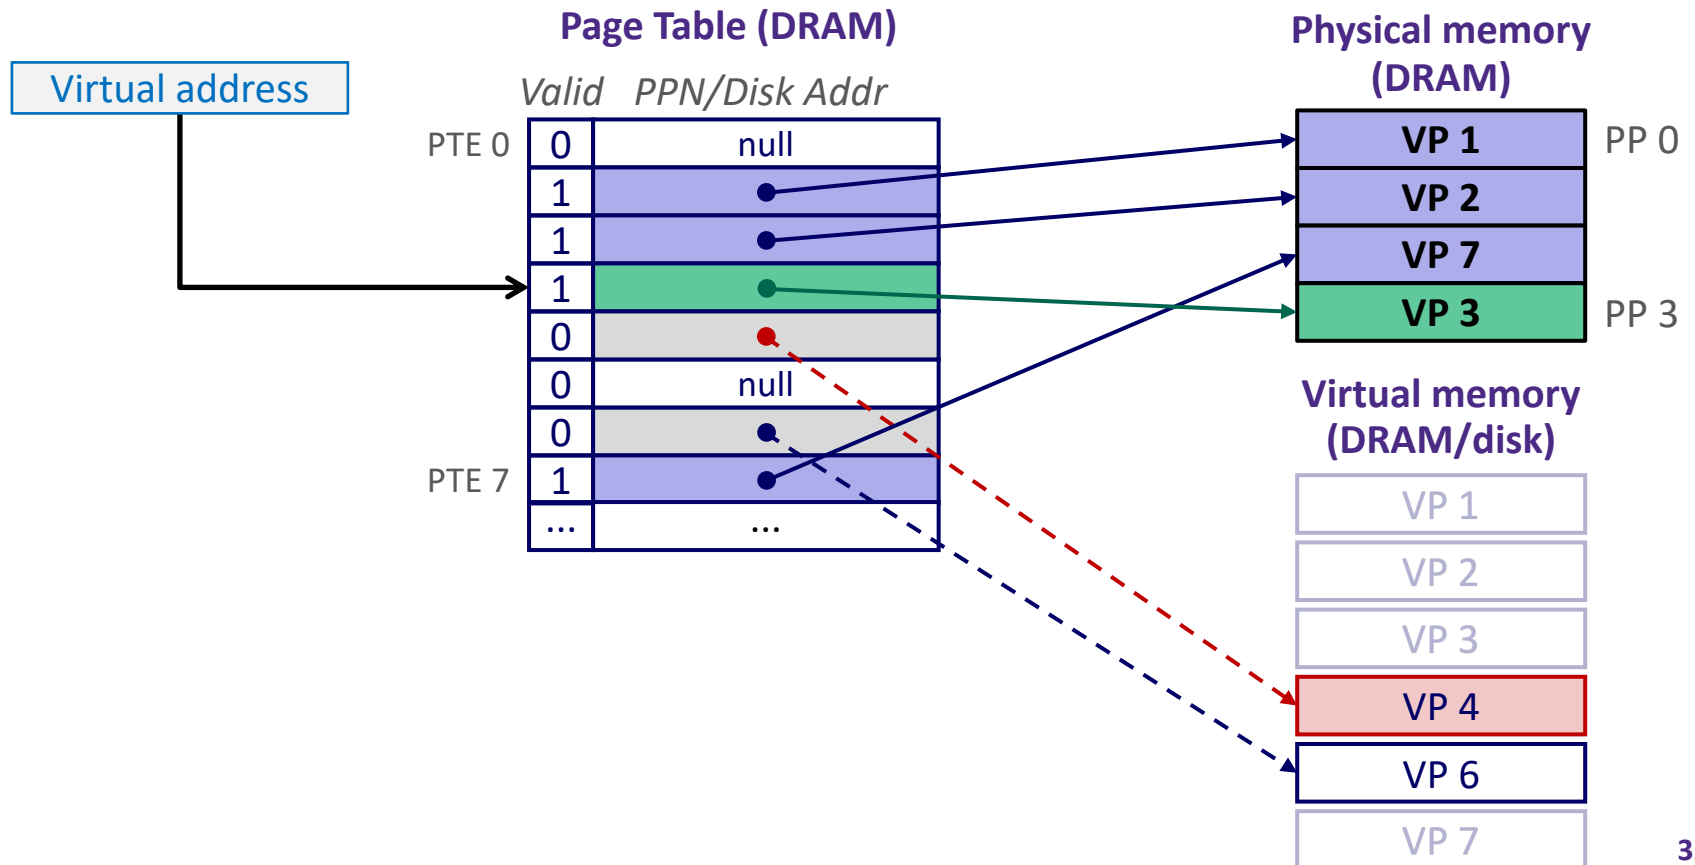 Page Table (DRAM)
Physical memory
(DRAM)
Virtual address
Valid PPN/Disk Addr
PTE 0 0 null
1
1
1
0
0 null
0
PTE 7 1
... ...
VP 1 PP 0
VP 2
VP 7
VP 3 PP 3
Virtual memory
(DRAM/disk)
VP 1
VP 2
VP 3
VP 4
VP 6
VP 7
3